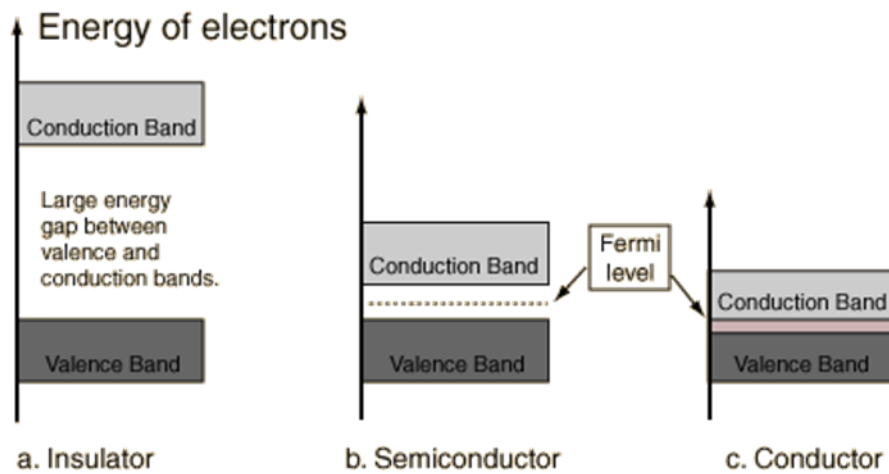 Energy of electrons
Conduction Band
Large energy
gap between
valence and
conduction bands.
Valence Band
a. Insulator
Conduction Band
Valence Band
b. Semiconductor
Fermi
level
Conduction Band
Valence Band
c. Conductor